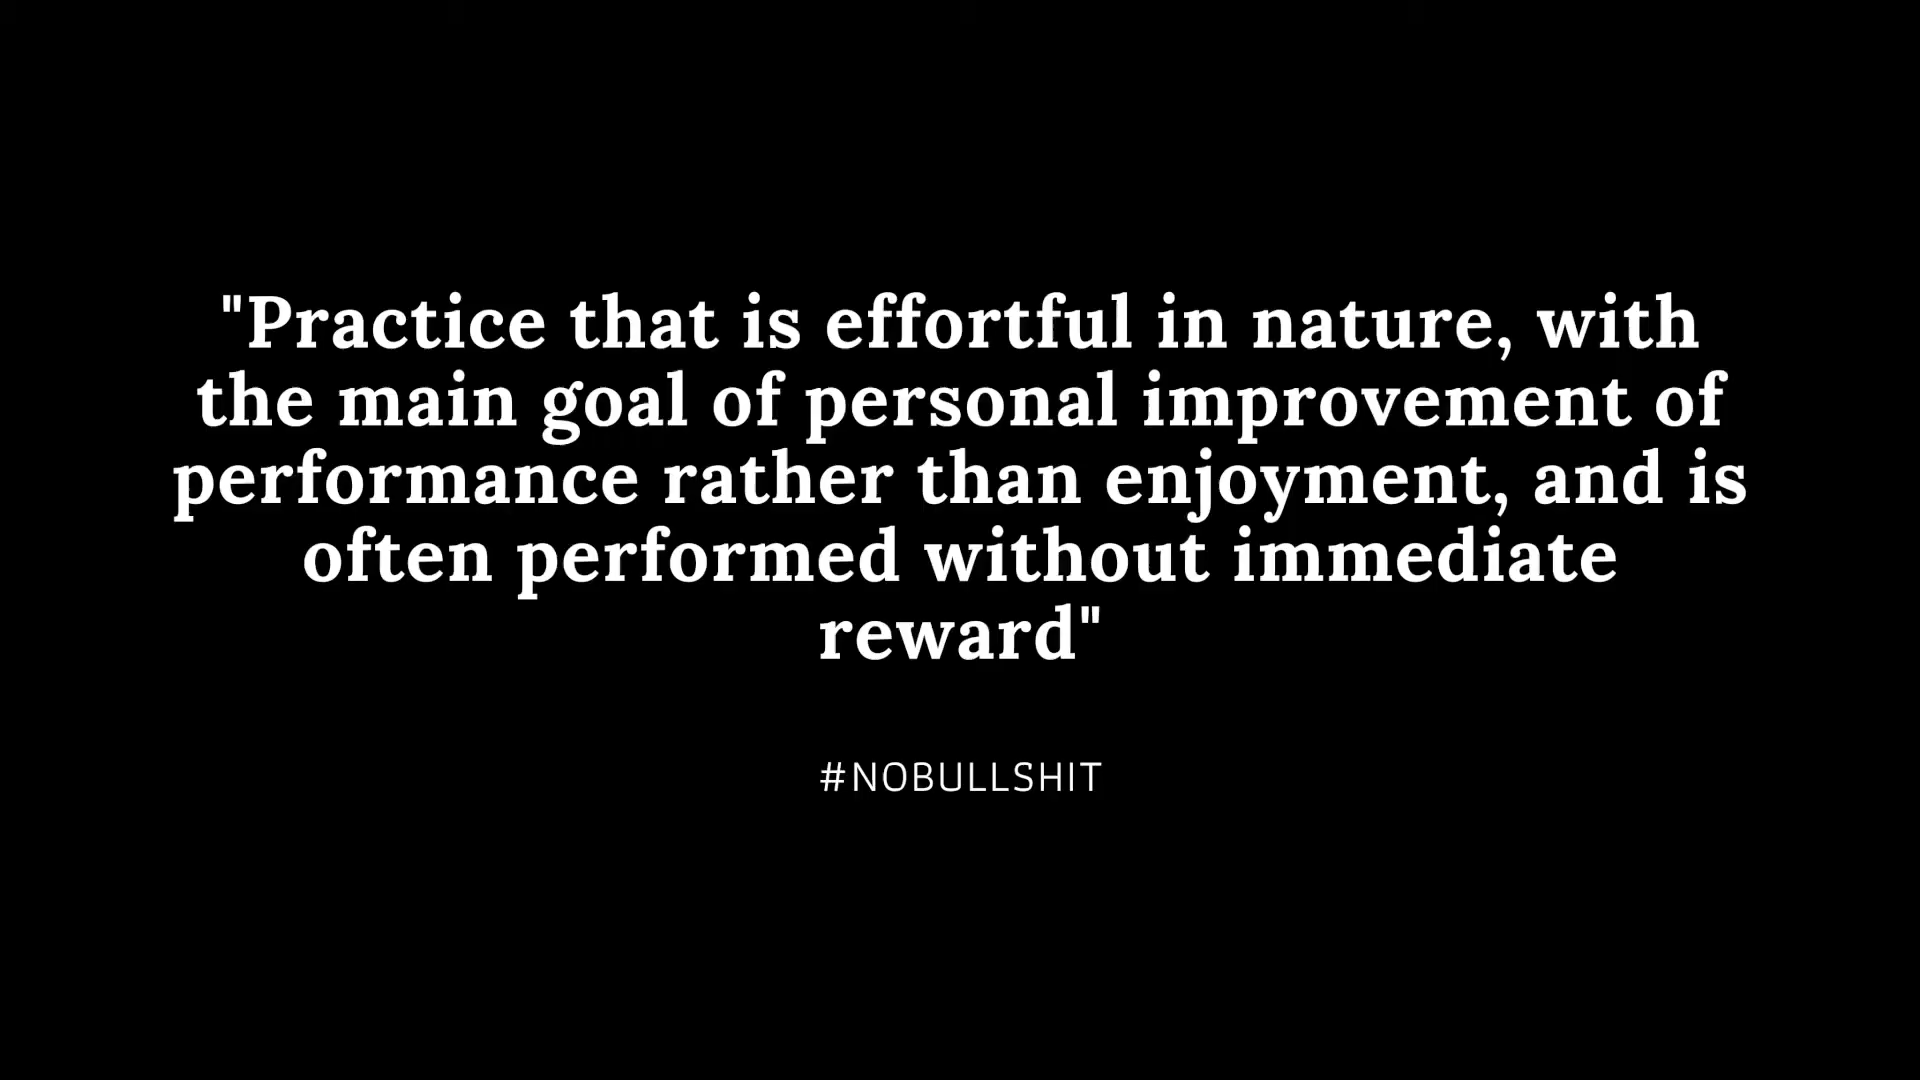 "Practice that is effortful in nature, with
the main goal of personal improvement of
performance rather than enjoyment, and is
often performed without immediate
reward"
#NOBULLSHIT